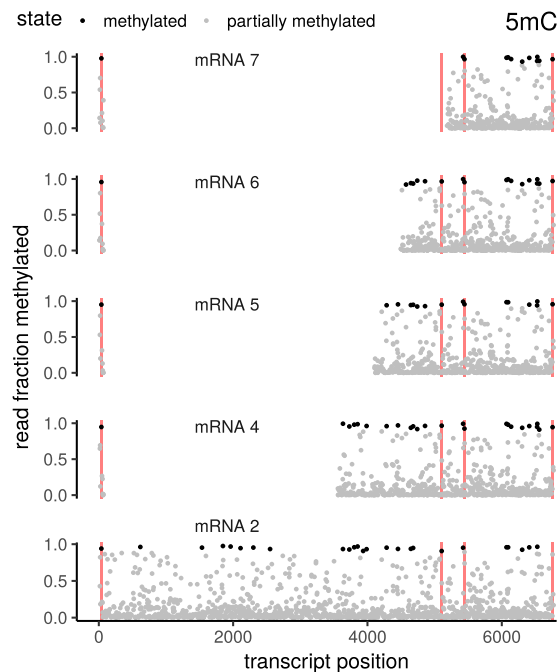 state methylated partially methylated 5mC
mRNA 7
1.0
0.5
0.0
mRNA 6
1.0
0.5
0.0
mRNA 5
1.0
0.5
0.0
mRNA 4
1.0
0.5
0.0
mRNA 2
1.0
0.5
0.0
read fraction methylated
0 2000 4000 6000
transcript position